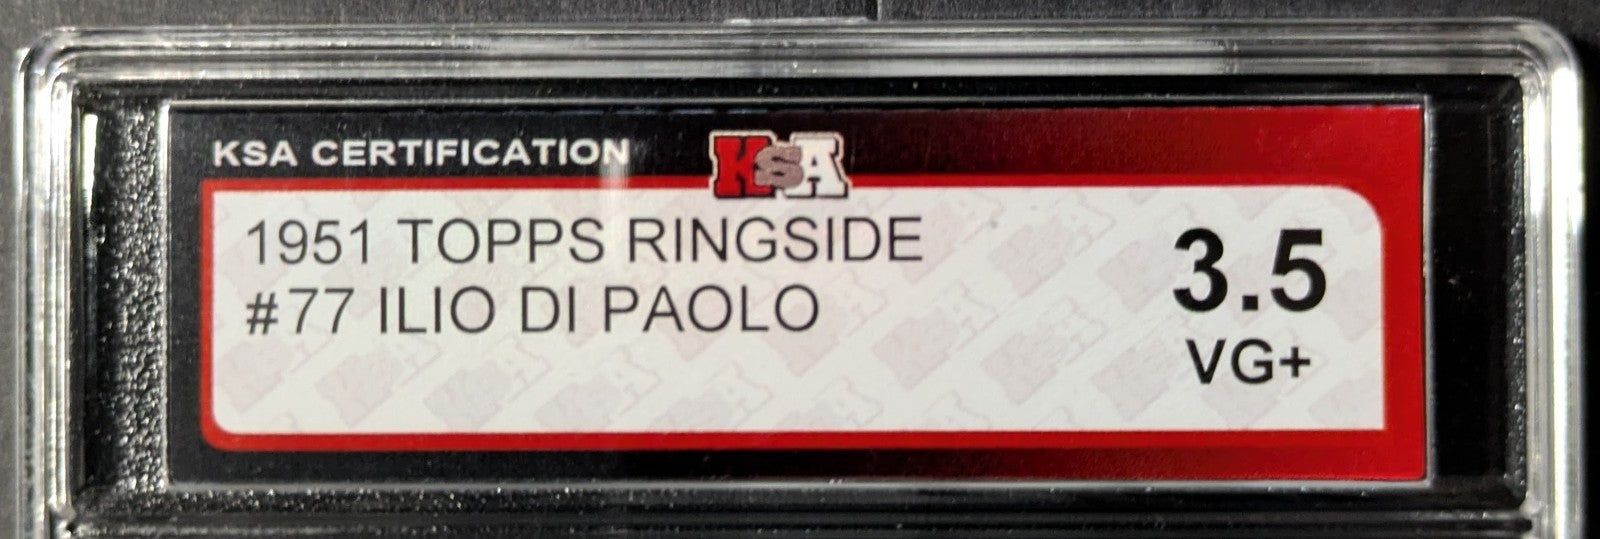 KSA CERTIFICATION
KSA
1951 TOPPS RINGSIDE
#77 ILIO DI PAOLO
3.5
VG+